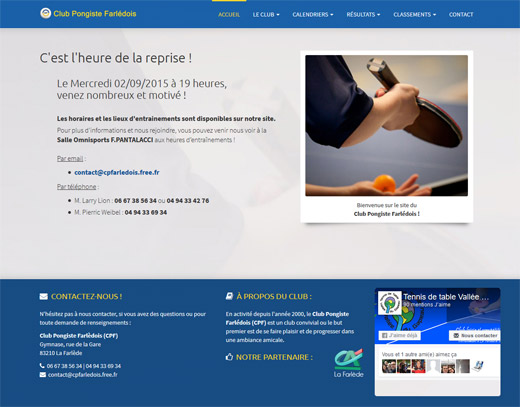 Club Pongiste Farlédois
ACCUEIL LE CLUB CALENDRIERS RÉSULTATS CLASSEMENTS CONTACT
C'est l'heure de la reprise !
Le Mercredi 02/09/2015 à 19 heures,
venez nombreux et motivé !
Les horaires et les lieux d'entrainements sont disponibles sur notre site.
Pour plus d'informations et nous rejoindre, vous pouvez venir nous voir à la
Salle Omnisports F.PANTALACCI aux heures d'entraînements !
Par email :
contact@cpfarledois.free.fr
Par téléphone :
M. Larry Lion : 06 67 38 56 34 ou 04 94 33 42 76
M. Pierric Weibel : 04 94 33 69 34
Bienvenue sur le site du
Club Pongiste Farlédois !
CONTACTEZ-NOUS !
N'hésitez pas à nous contacter, si vous avez des questions ou pour
toute demande de renseignements :
Club Pongiste Farlédois (CPF)
Gymnase, rue de la Gare
83210 La Farlède
06 67 38 56 34 | 04 94 33 69 34
contact@cpfarledois.free.fr
À PROPOS DU CLUB :
En activité depuis l'année 2000, le Club Pongiste
Farlédois (CPF) est un club convivial ou le but
premier est de se faire plaisir et de progresser dans
une ambiance amicale.
NOTRE PARTENAIRE :
CA
La Farlède
Tennis de table Vallée ...
90 mentions J'aime
J'aime déjà
Nous contacter
Vous et 1 autre ami(e) aimez ça